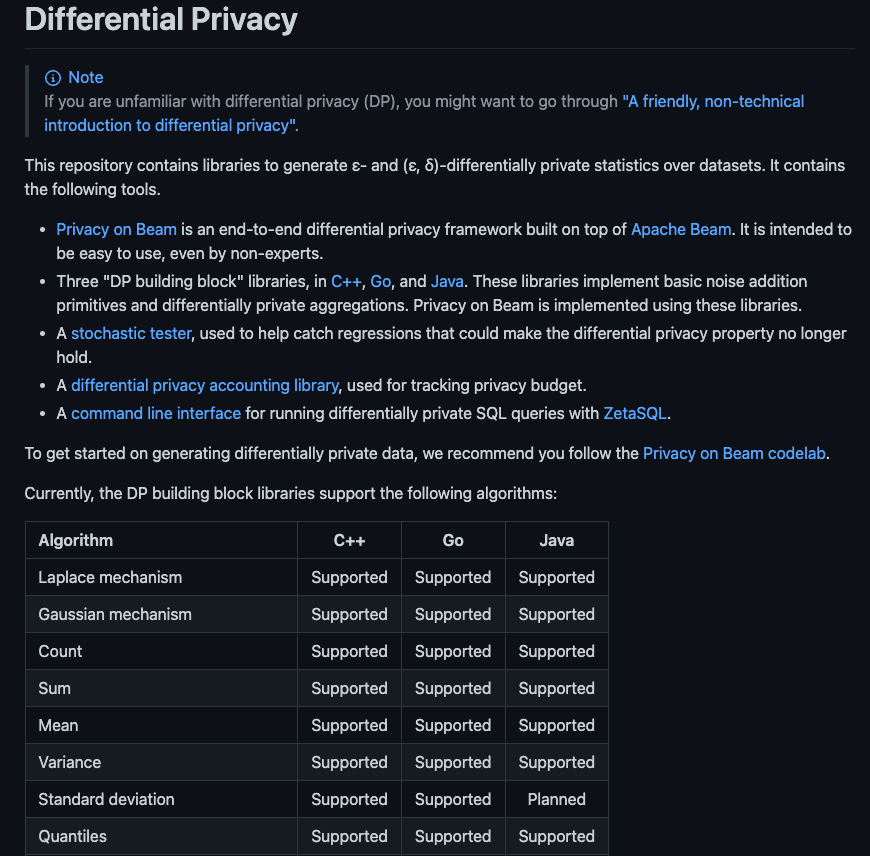 Differential Privacy
Note
If you are unfamiliar with differential privacy (DP), you might want to go through "A friendly, non-technical
introduction to differential privacy".
This repository contains libraries to generate ε- and (ε, δ)-differentially private statistics over datasets. It contains
the following tools.
• Privacy on Beam is an end-to-end differential privacy framework built on top of Apache Beam. It is intended to
be easy to use, even by non-experts.
• Three "DP building block" libraries, in C++, Go, and Java. These libraries implement basic noise addition
primitives and differentially private aggregations. Privacy on Beam is implemented using these libraries.
• A stochastic tester, used to help catch regressions that could make the differential privacy property no longer
hold.
• A differential privacy accounting library, used for tracking privacy budget.
• A command line interface for running differentially private SQL queries with ZetaSQL.
To get started on generating differentially private data, we recommend you follow the Privacy on Beam codelab.
Currently, the DP building block libraries support the following algorithms:
Algorithm C++ Go Java
Laplace mechanism Supported Supported Supported
Gaussian mechanism Supported Supported Supported
Count Supported Supported Supported
Sum Supported Supported Supported
Mean Supported Supported Supported
Variance Supported Supported Supported
Standard deviation Supported Supported Planned
Quantiles Supported Supported Supported